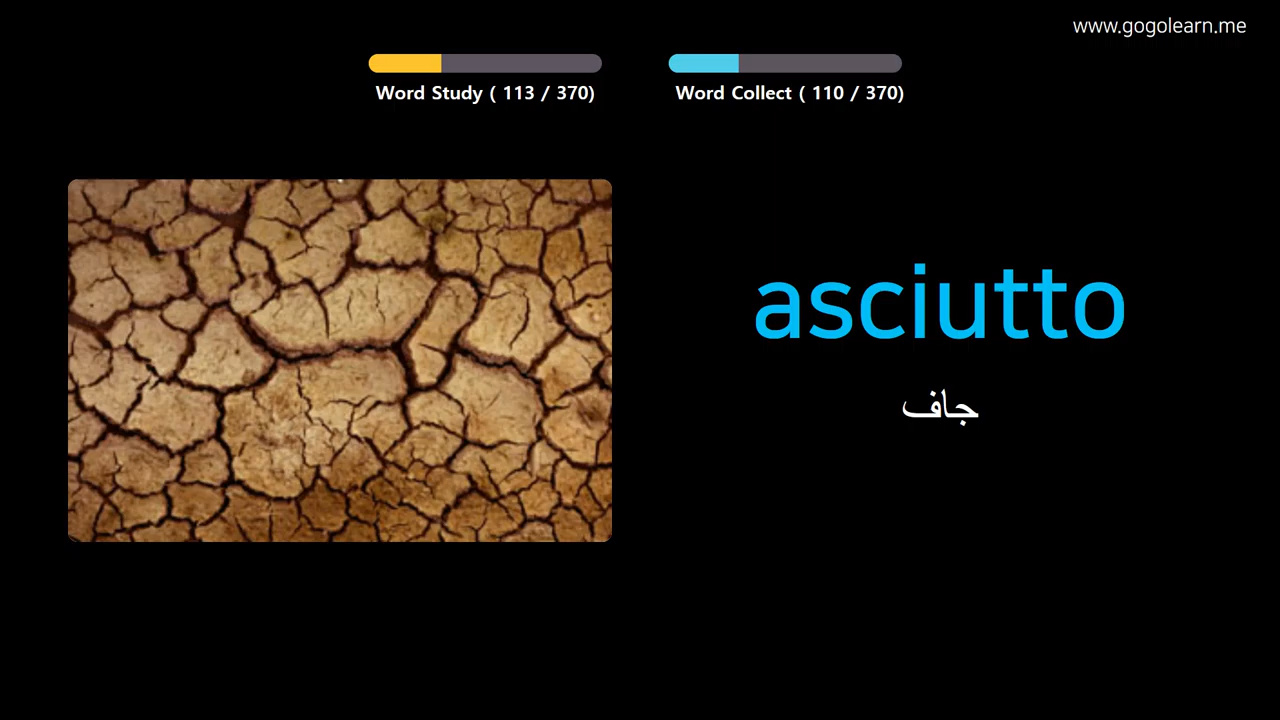 www.gogolearn.me
Word Study ( 113 / 370)
Word Collect ( 110 / 370)
asciutto
جاف